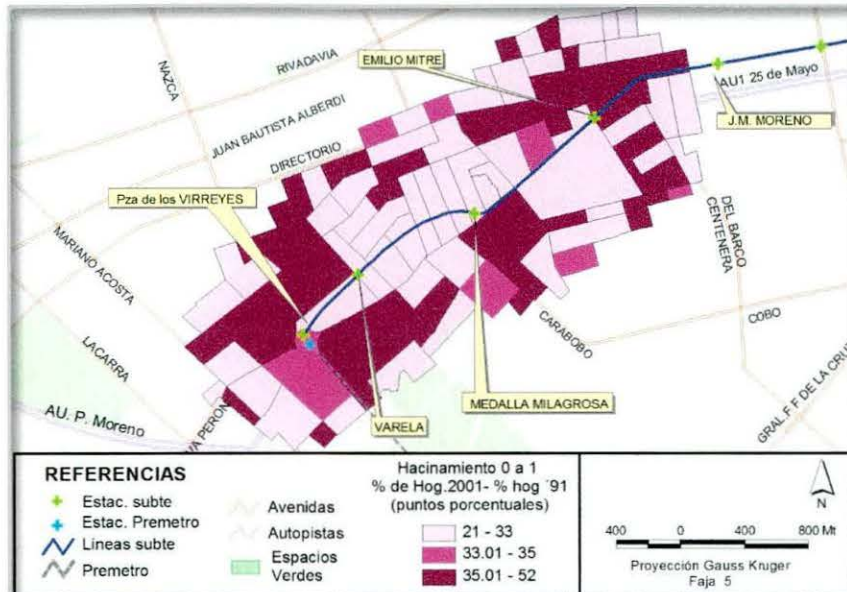 NAZCA
RIVADAVIA
EMILIO MITRE
AU1 25 de Mayo
JUAN BAUTISTA ALBERDI
J.M. MORENO
DIRECTORIO
Pza de los VIRREYES
MARIANO ACOSTA
DEL BARCO
CENTENERA
LACARRA
CARABOBO
COBO
AU. P. Moreno
VA PERON
VARELA
MEDALLA MILAGROSA
GRAL.F F DE LA CRUZ
REFERENCIAS
Estac. subte
Estac. Premetro
Lineas subte
Premetro
Avenidas
Autopistas
Espacios
Verdes
Hacinamiento 0 a 1
% de Hog.2001- % hog ´91
(puntos porcentuales)
21 - 33
33.01 - 35
35.01 - 52
N
400 0 400 800 Mt
Proyección Gauss Kruger
Faja 5